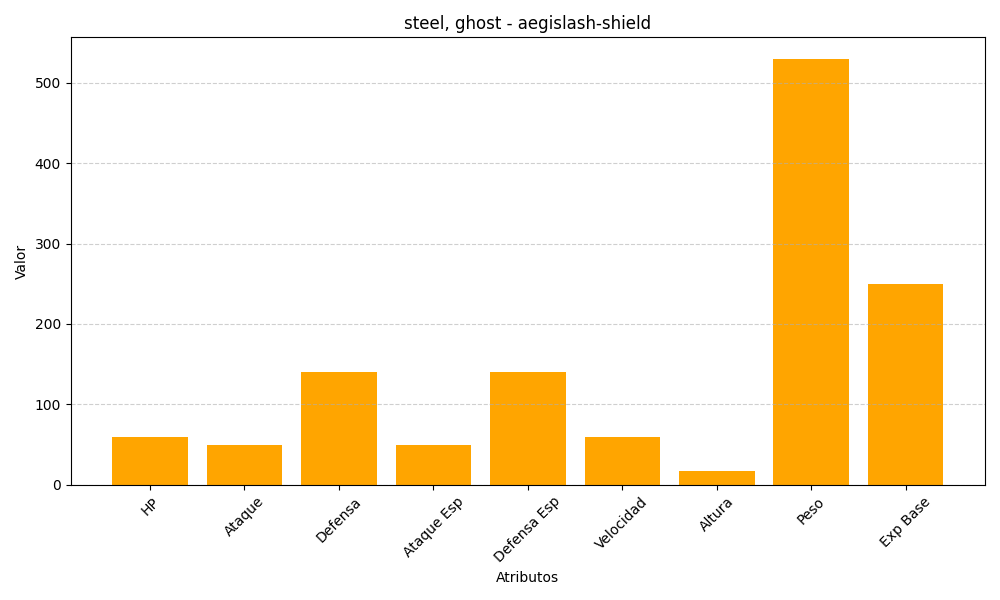 steel, ghost - aegislash-shield
Valor
500
400
300
200
100
0
HP
Ataque
Defensa
Ataque Esp
Defensa Esp
Velocidad
Altura
Peso
Exp Base
Atributos